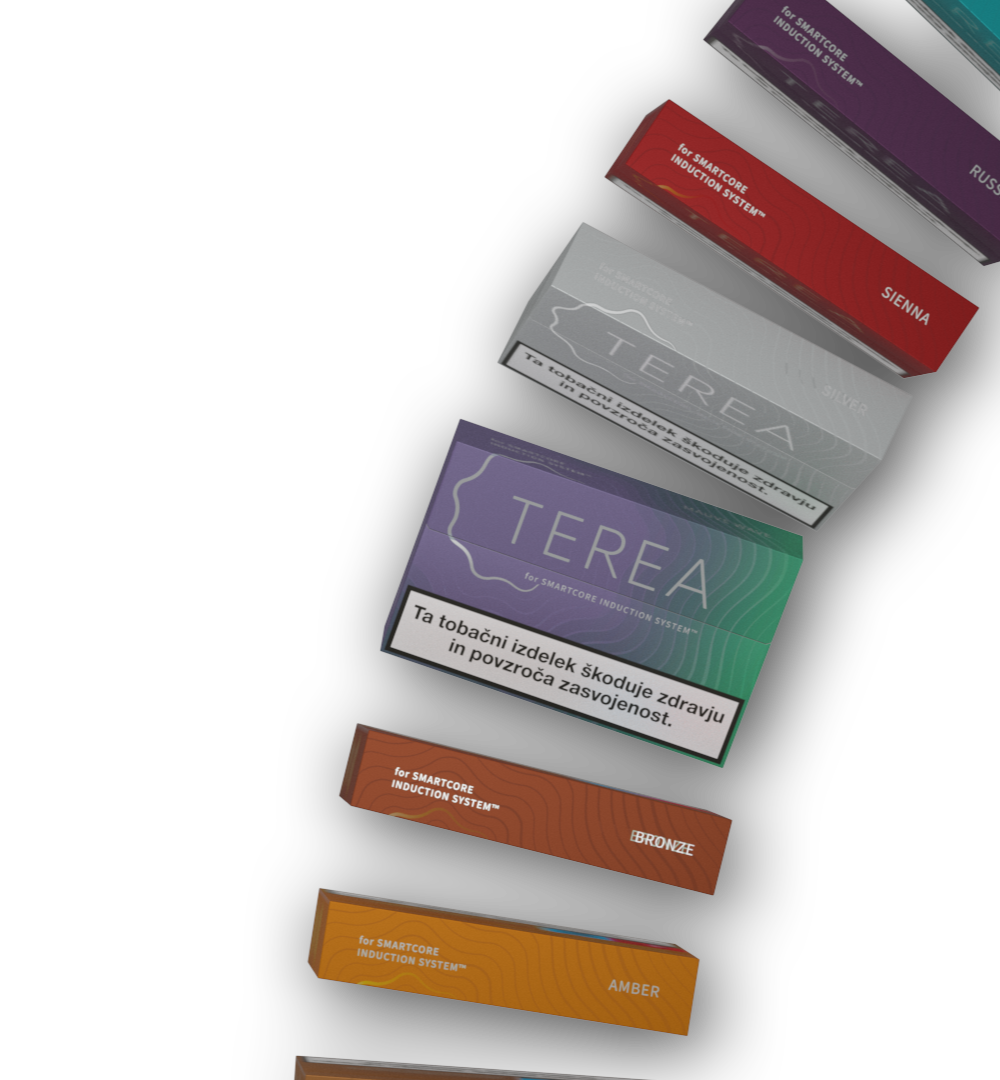 for SMARTCORE
INDUCTION SYSTEM™
TEREA
RUSS
for SMARTCORE
INDUCTION SYSTEM™
SIENNA
for SMARTCORE
INDUCTION SYSTEM™
SILVER
TEREA
Ta tobačni izdelek škoduje zdravju
in povzroča zasvojenost.
TEREA
for SMARTCORE INDUCTION SYSTEM™
Ta tobačni izdelek škoduje zdravju
in povzroča zasvojenost.
for SMARTCORE
INDUCTION SYSTEM™
BRONZE
for SMARTCORE
INDUCTION SYSTEM™
AMBER